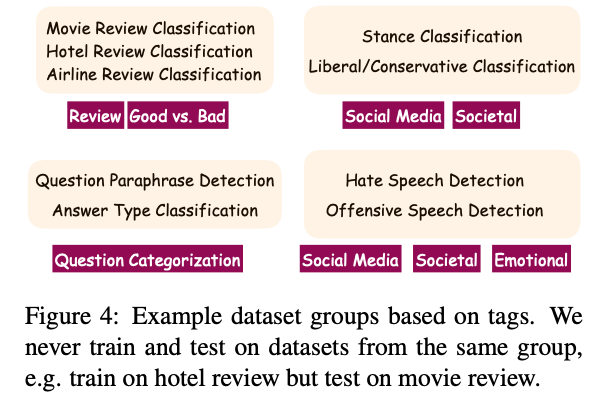 Movie Review Classification
Hotel Review Classification
Airline Review Classification
Review Good vs. Bad
Stance Classification
Liberal/Conservative Classification
Social Media Societal
Question Paraphrase Detection
Answer Type Classification
Question Categorization
Hate Speech Detection
Offensive Speech Detection
Social Media Societal Emotional
Figure 4: Example dataset groups based on tags. We
never train and test on datasets from the same group,
e.g. train on hotel review but test on movie review.